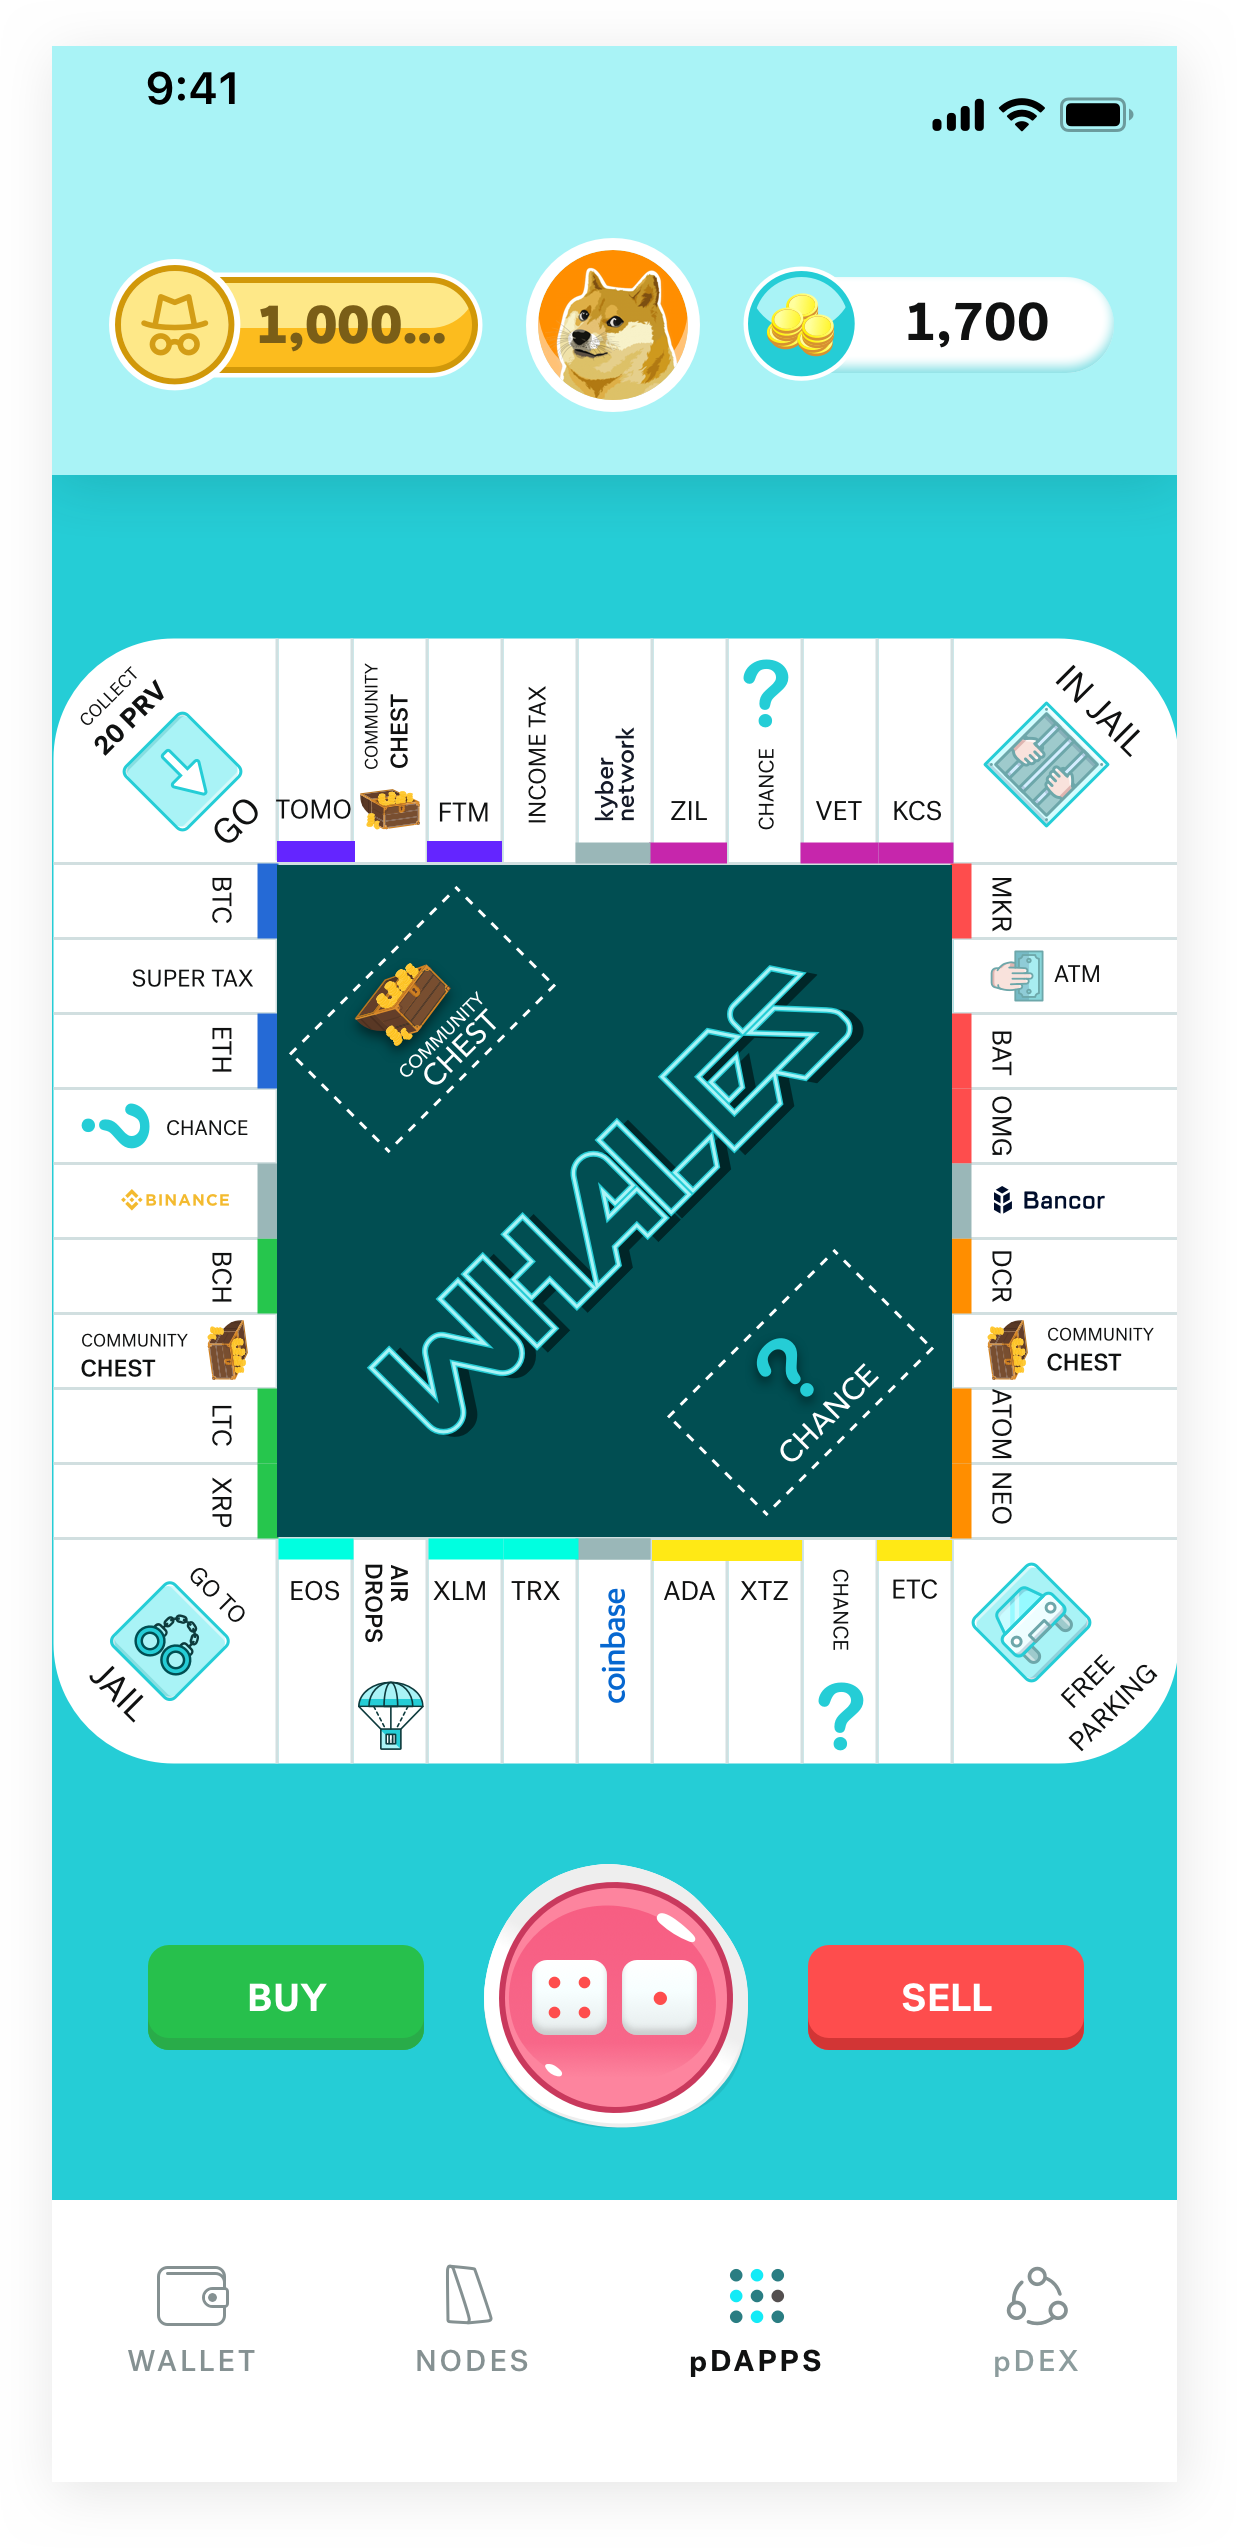 9:41
1,000...
1,700
COLLECT
20 PRV
GO
TOMO
COMMUNITY
CHEST
FTM
INCOME TAX
kyber
network
ZIL
?
CHANCE
VET
KCS
IN JAIL
BTC
SUPER TAX
ETH
?
CHANCE
BINANCE
BCH
COMMUNITY
CHEST
LTC
XRP
COMMUNITY
CHEST
WHALES
?
CHANCE
MKR
ATM
BAT
OMG
Bancor
DCR
COMMUNITY
CHEST
ATOM
NEO
GO TO
JAIL
EOS
AIR
DROPS
XLM
TRX
coinbase
ADA
XTZ
CHANCE
?
ETC
FREE
PARKING
BUY
SELL
WALLET
NODES
pDAPPS
pDEX